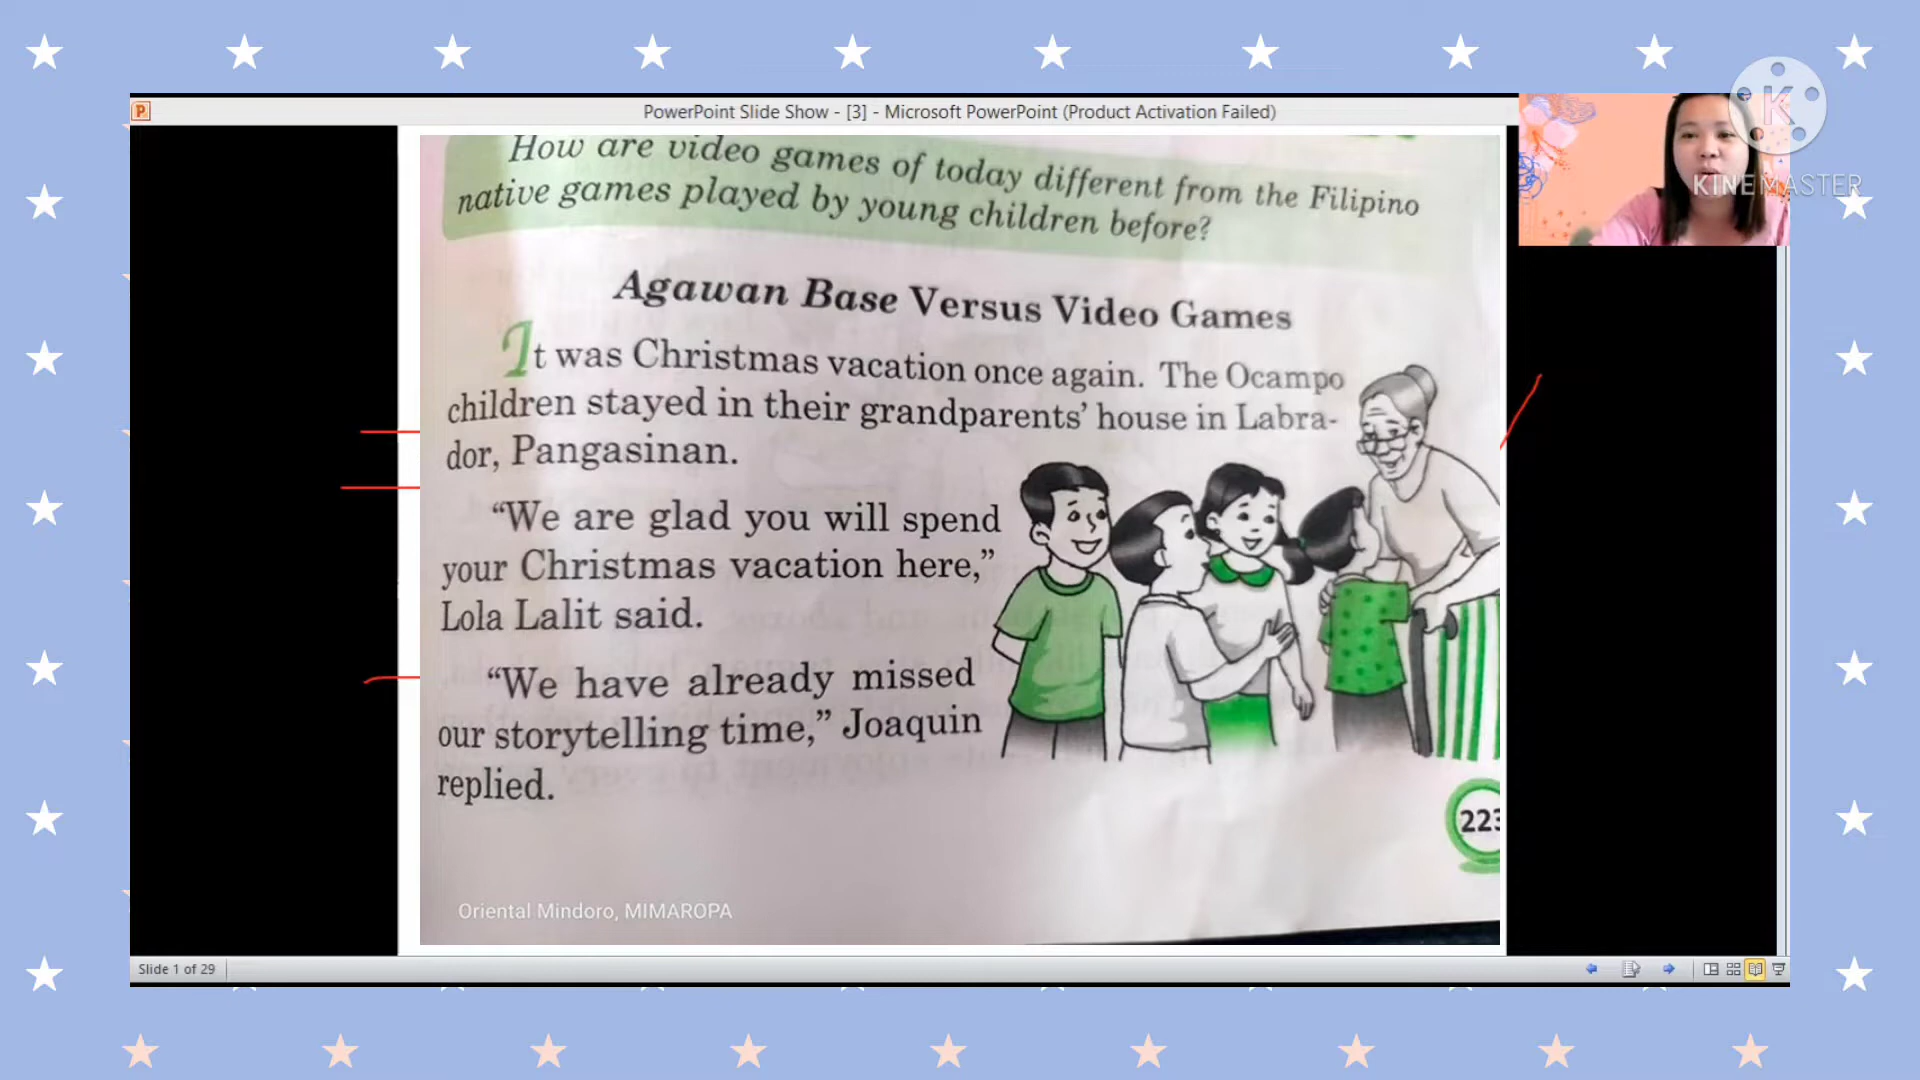 PowerPoint Slide Show - [3] - Microsoft PowerPoint (Product Activation Failed)
K
KINEMASTER
How are video games of today different from the Filipino
native games played by young children before?
Agawan Base Versus Video Games
It was Christmas vacation once again. The Ocampo
children stayed in their grandparents' house in Labra-
dor, Pangasinan.
"We are glad you will spend
your Christmas vacation here,"
Lola Lalit said.
"We have already missed
our storytelling time," Joaquin
replied.
223
Oriental Mindoro, MIMAROPA
Slide 1 of 29